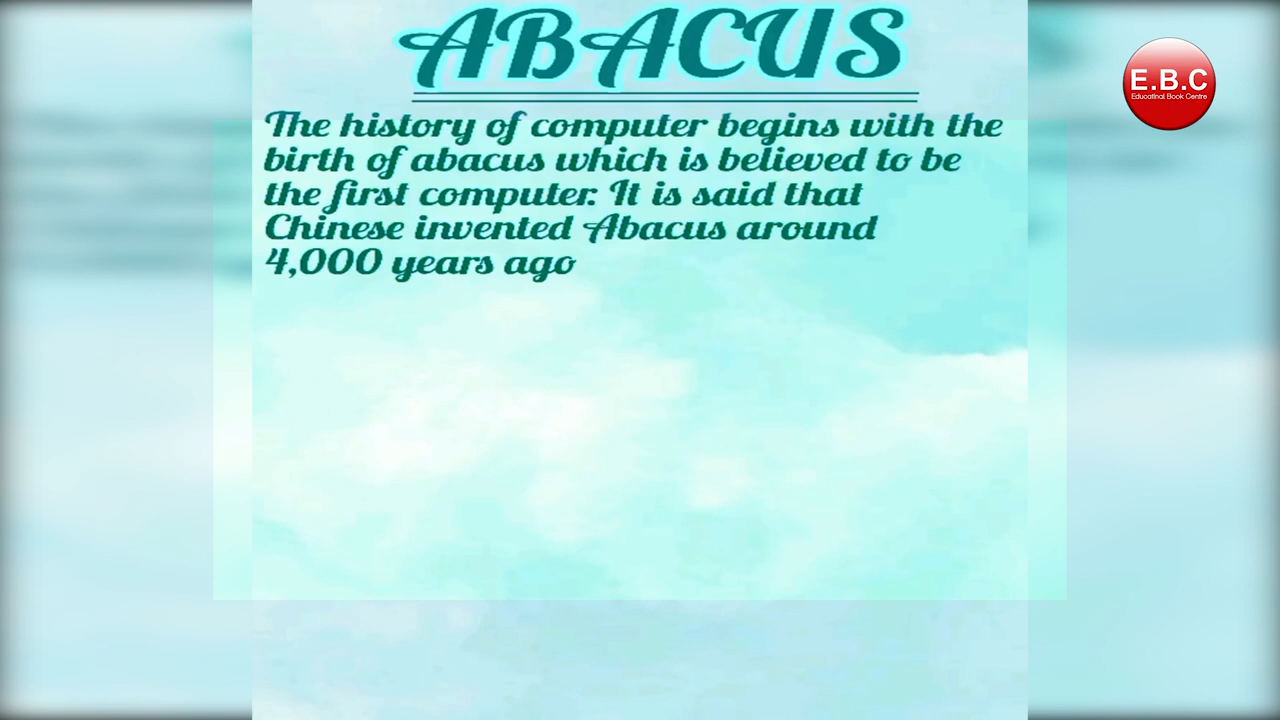 ABACUS
The history of computer begins with the
birth of abacus which is believed to be
the first computer. It is said that
Chinese invented Abacus around
4,000 years ago
E.B.C
Educatinal Book Centre